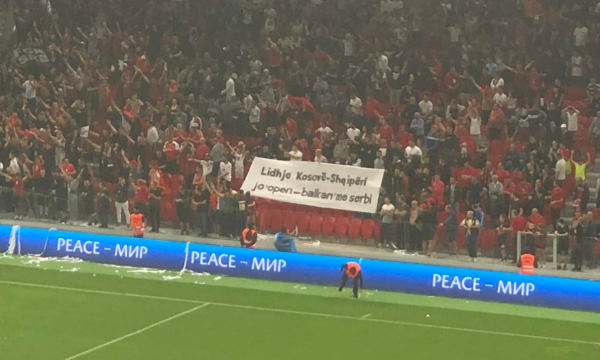 Lidhje Kosovë-Shqipëri
jo open-balkan me serbi
PEACE - МИР
PEACE - МИР
PEACE - МИР